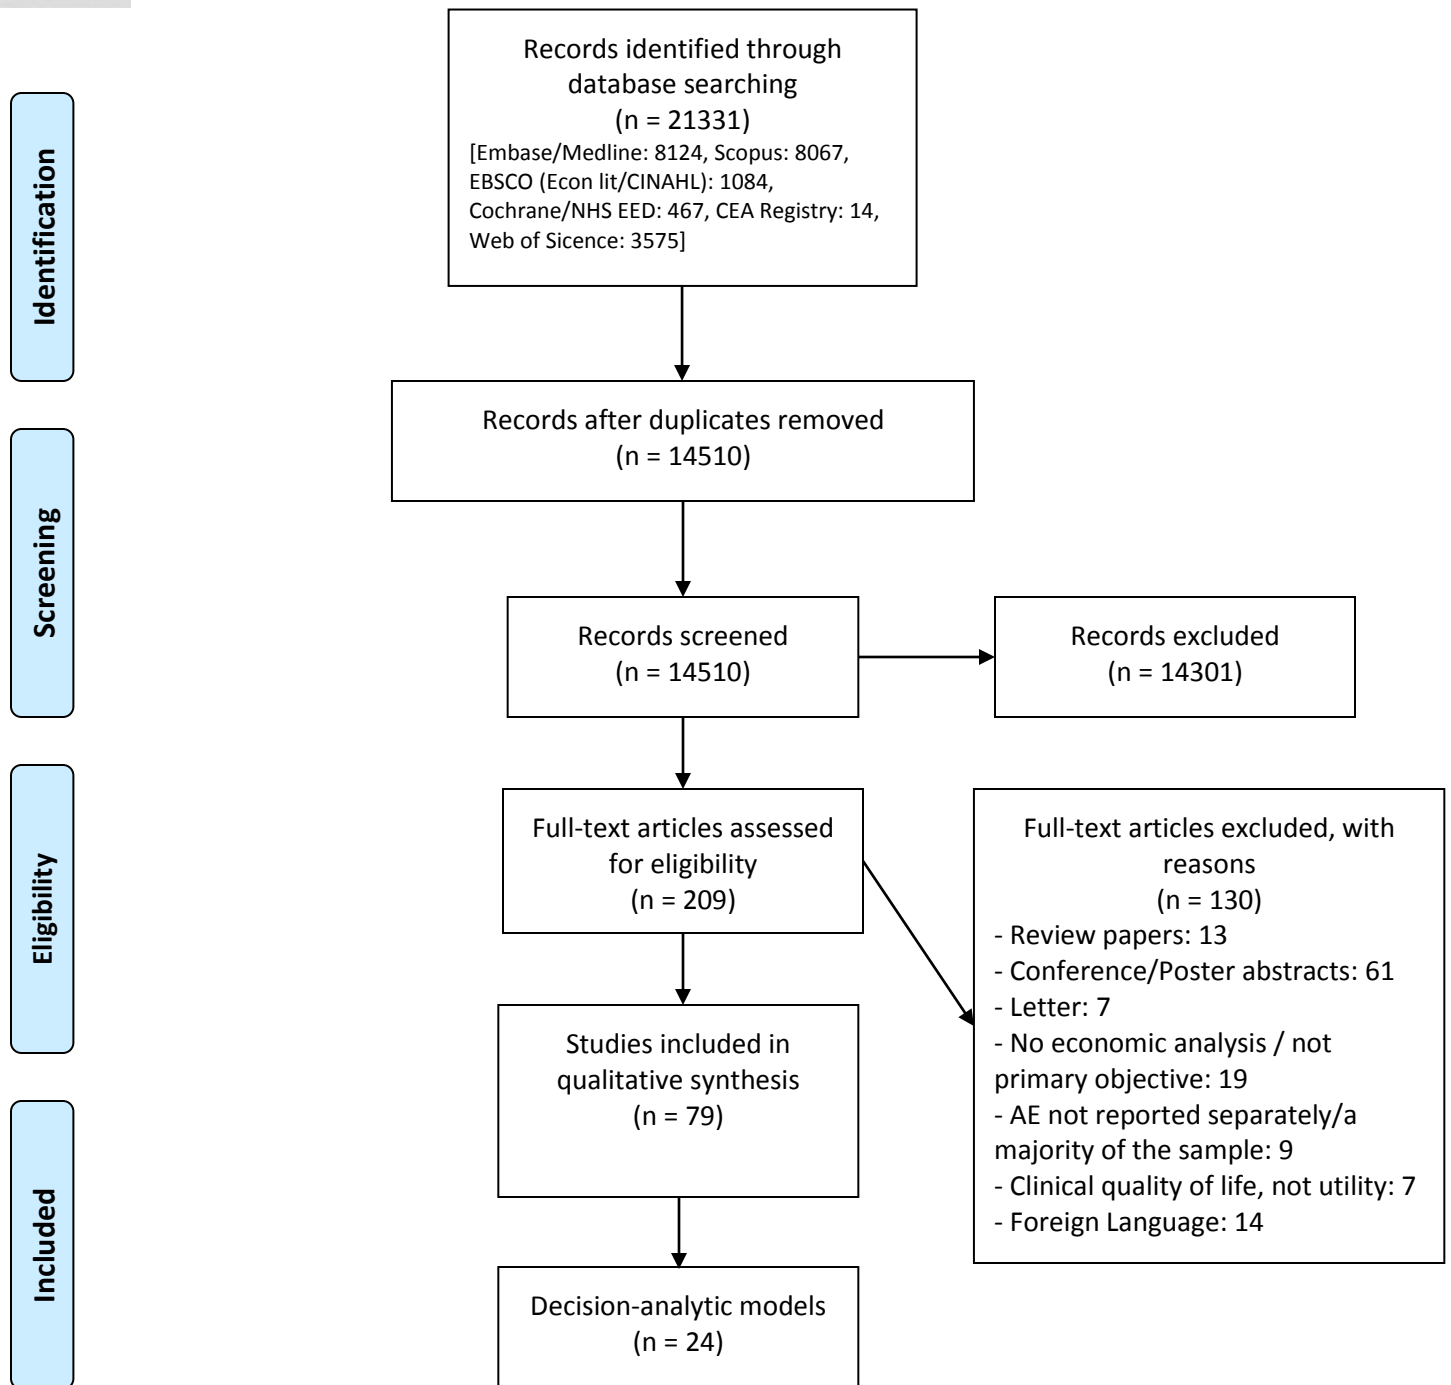 Identification
Records identified through
database searching
(n = 21331)
[Embase/Medline: 8124, Scopus: 8067,
EBSCO (Econ lit/CINAHL): 1084,
Cochrane/NHS EED: 467, CEA Registry: 14,
Web of Sicence: 3575]
Records after duplicates removed
(n = 14510)
Screening
Records screened
(n = 14510)
Records excluded
(n = 14301)
Eligibility
Full-text articles assessed
for eligibility
(n = 209)
Full-text articles excluded, with
reasons
(n = 130)
- Review papers: 13
- Conference/Poster abstracts: 61
- Letter: 7
- No economic analysis / not
primary objective: 19
- AE not reported separately/a
majority of the sample: 9
- Clinical quality of life, not utility: 7
- Foreign Language: 14
Studies included in
qualitative synthesis
(n = 79)
Included
Decision-analytic models
(n = 24)